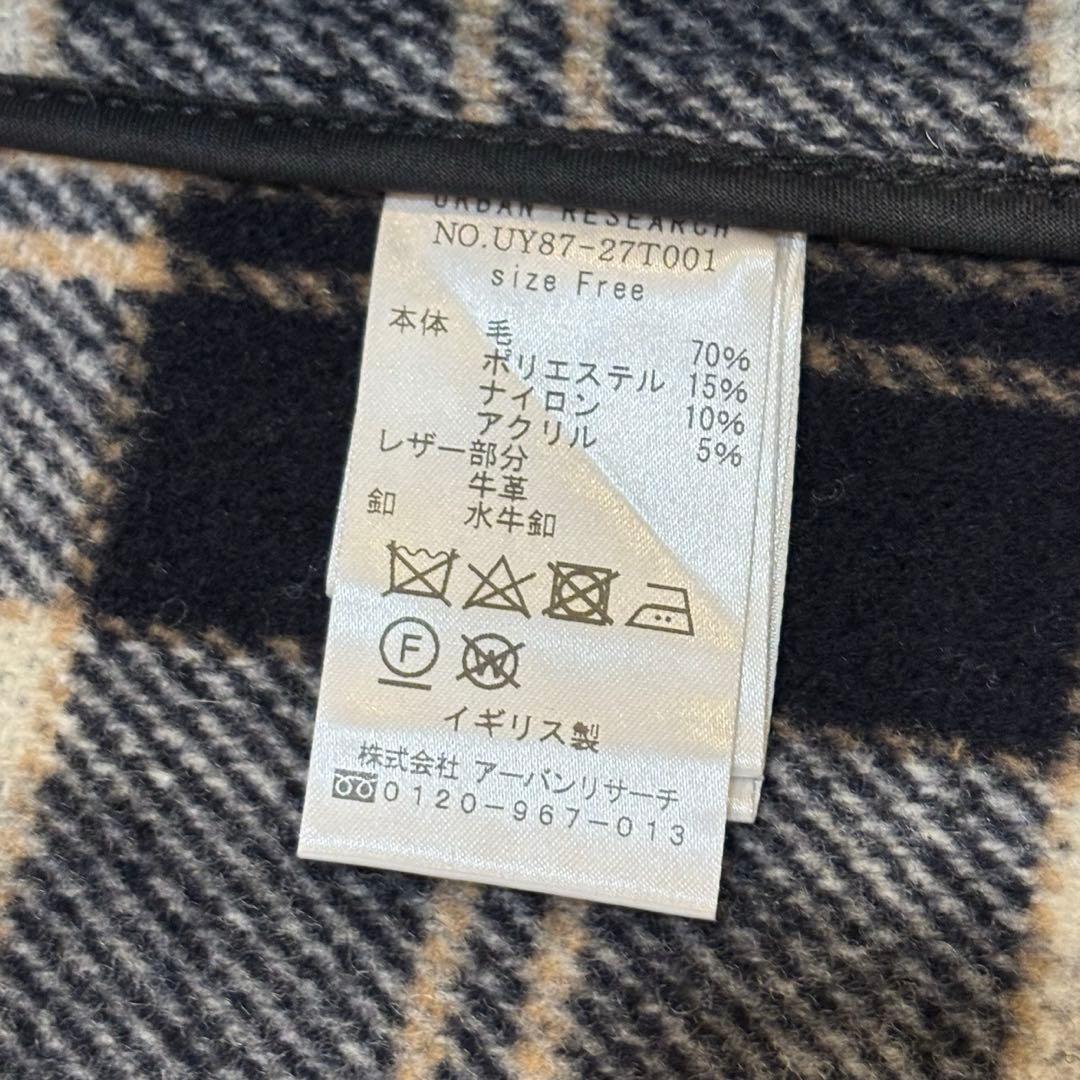 URBAN RESEARCH
NO.UY87-27T001
size Free
本体 毛 70%
ポリエステル 15%
ナイロン 10%
アクリル 5%
レザー部分
牛革
釦 水牛釦
F W
イギリス製
株式会社 アーバンリサーチ
0120-967-013